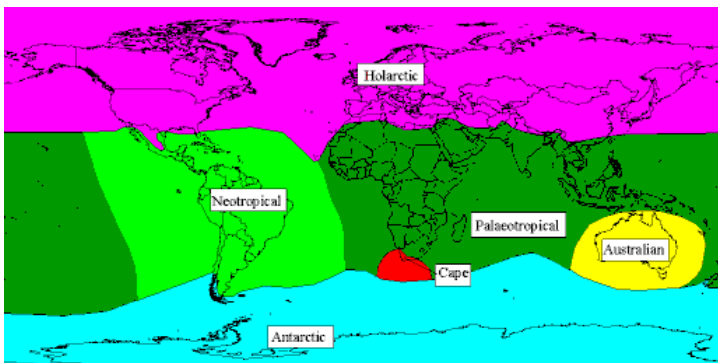 Holarctic
Neotropical
Palaeotropical
Australian
Cape
Antarctic